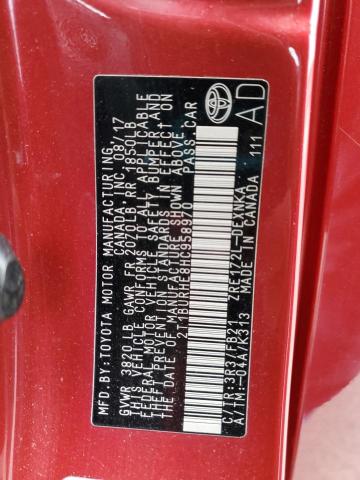 MFD.BY:TOYOTA MOTOR MANUFACTURING
CANADA, INC. 08/17
GVWR 3820 LB GAWR FR 2070LB RR 1850LB
THIS VEHICLE CONFORMS TO ALL APPLICABLE
FEDERAL MOTOR VEHICLE SAFETY, BUMPER, AND
THEFT PREVENTION STANDARDS IN EFFECT ON
THE DATE OF MANUFACTURE SHOWN ABOVE.
2T1BURHE8HC958970 PASS.CAR
C/TR:3R3/FB21 ZRE172L-DEXNKA
A/TM:-04A/K313 MADE IN CANADA 111
AD